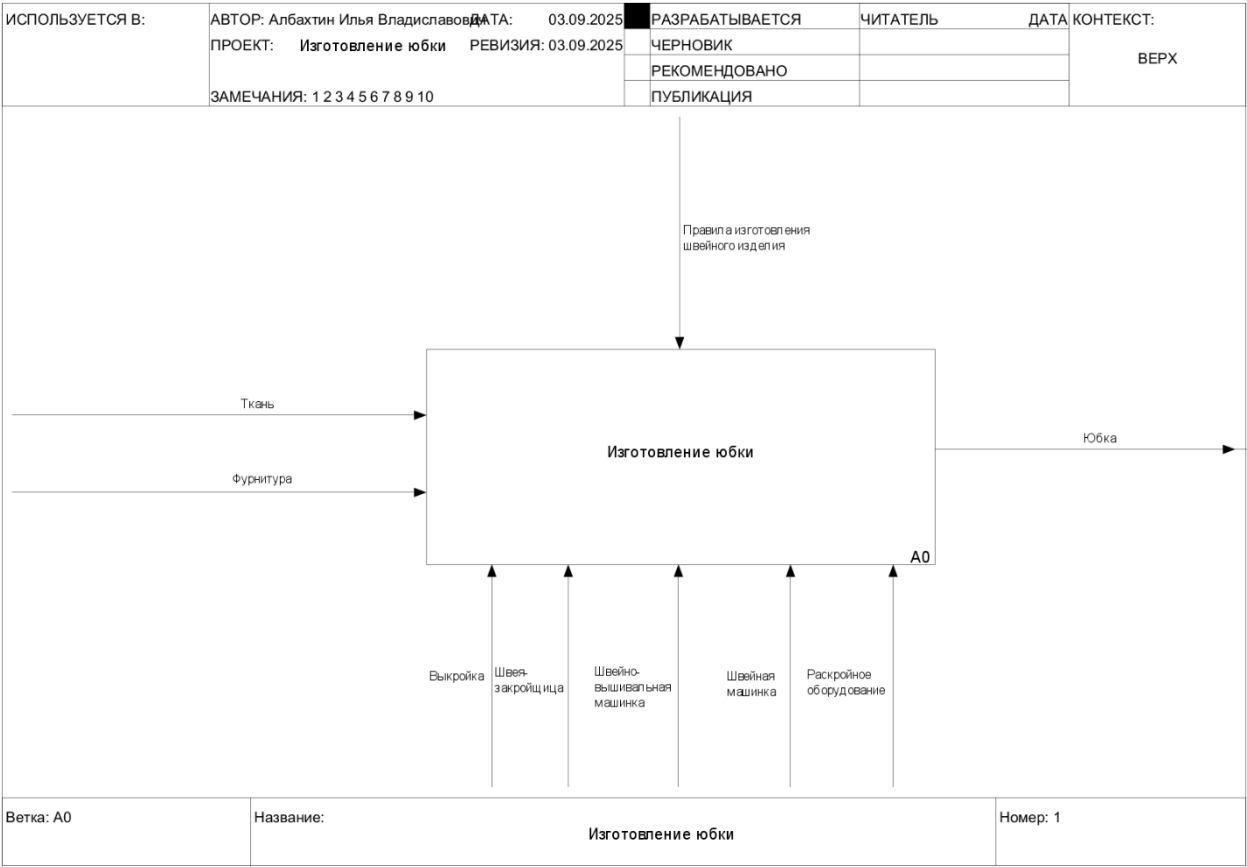 ИСПОЛЬЗУЕТСЯ В:
АВТОР: Албахтин Илья Владиславович
ДАТА: 03.09.2025
ПРОЕКТ: Изготовление юбки
РЕВИЗИЯ: 03.09.2025
ЗАМЕЧАНИЯ: 1 2 3 4 5 6 7 8 9 10
РАЗРАБАТЫВАЕТСЯ
ЧЕРНОВИК
РЕКОМЕНДОВАНО
ПУБЛИКАЦИЯ
ЧИТАТЕЛЬ
ДАТА
КОНТЕКСТ:
ВЕРХ
Правила изготовления
швейного изделия
Ткань
Фурнитура
Изготовление юбки
A0
Юбка
Выкройка
Швея-
закройщица
Швейно-
вышивальная
машинка
Швейная
машинка
Раскройное
оборудование
Ветка: A0
Название:
Изготовление юбки
Номер: 1